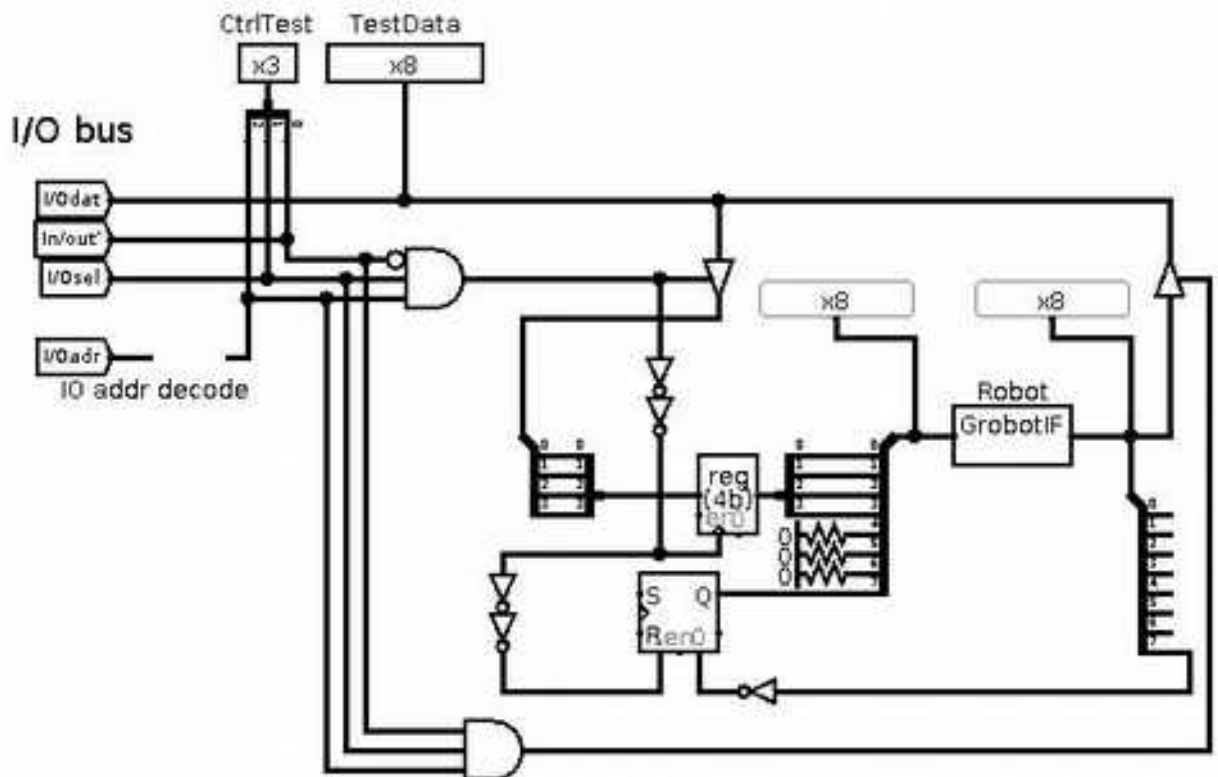 CtrlTest TestData
x3 x8
I/O bus
I/Odat
In/out'
I/Osel
I/Oadr
IO addr decode
x8 x8
Robot
GrobotIF
reg
(4b)
en0
0
0
0
S Q
R en0